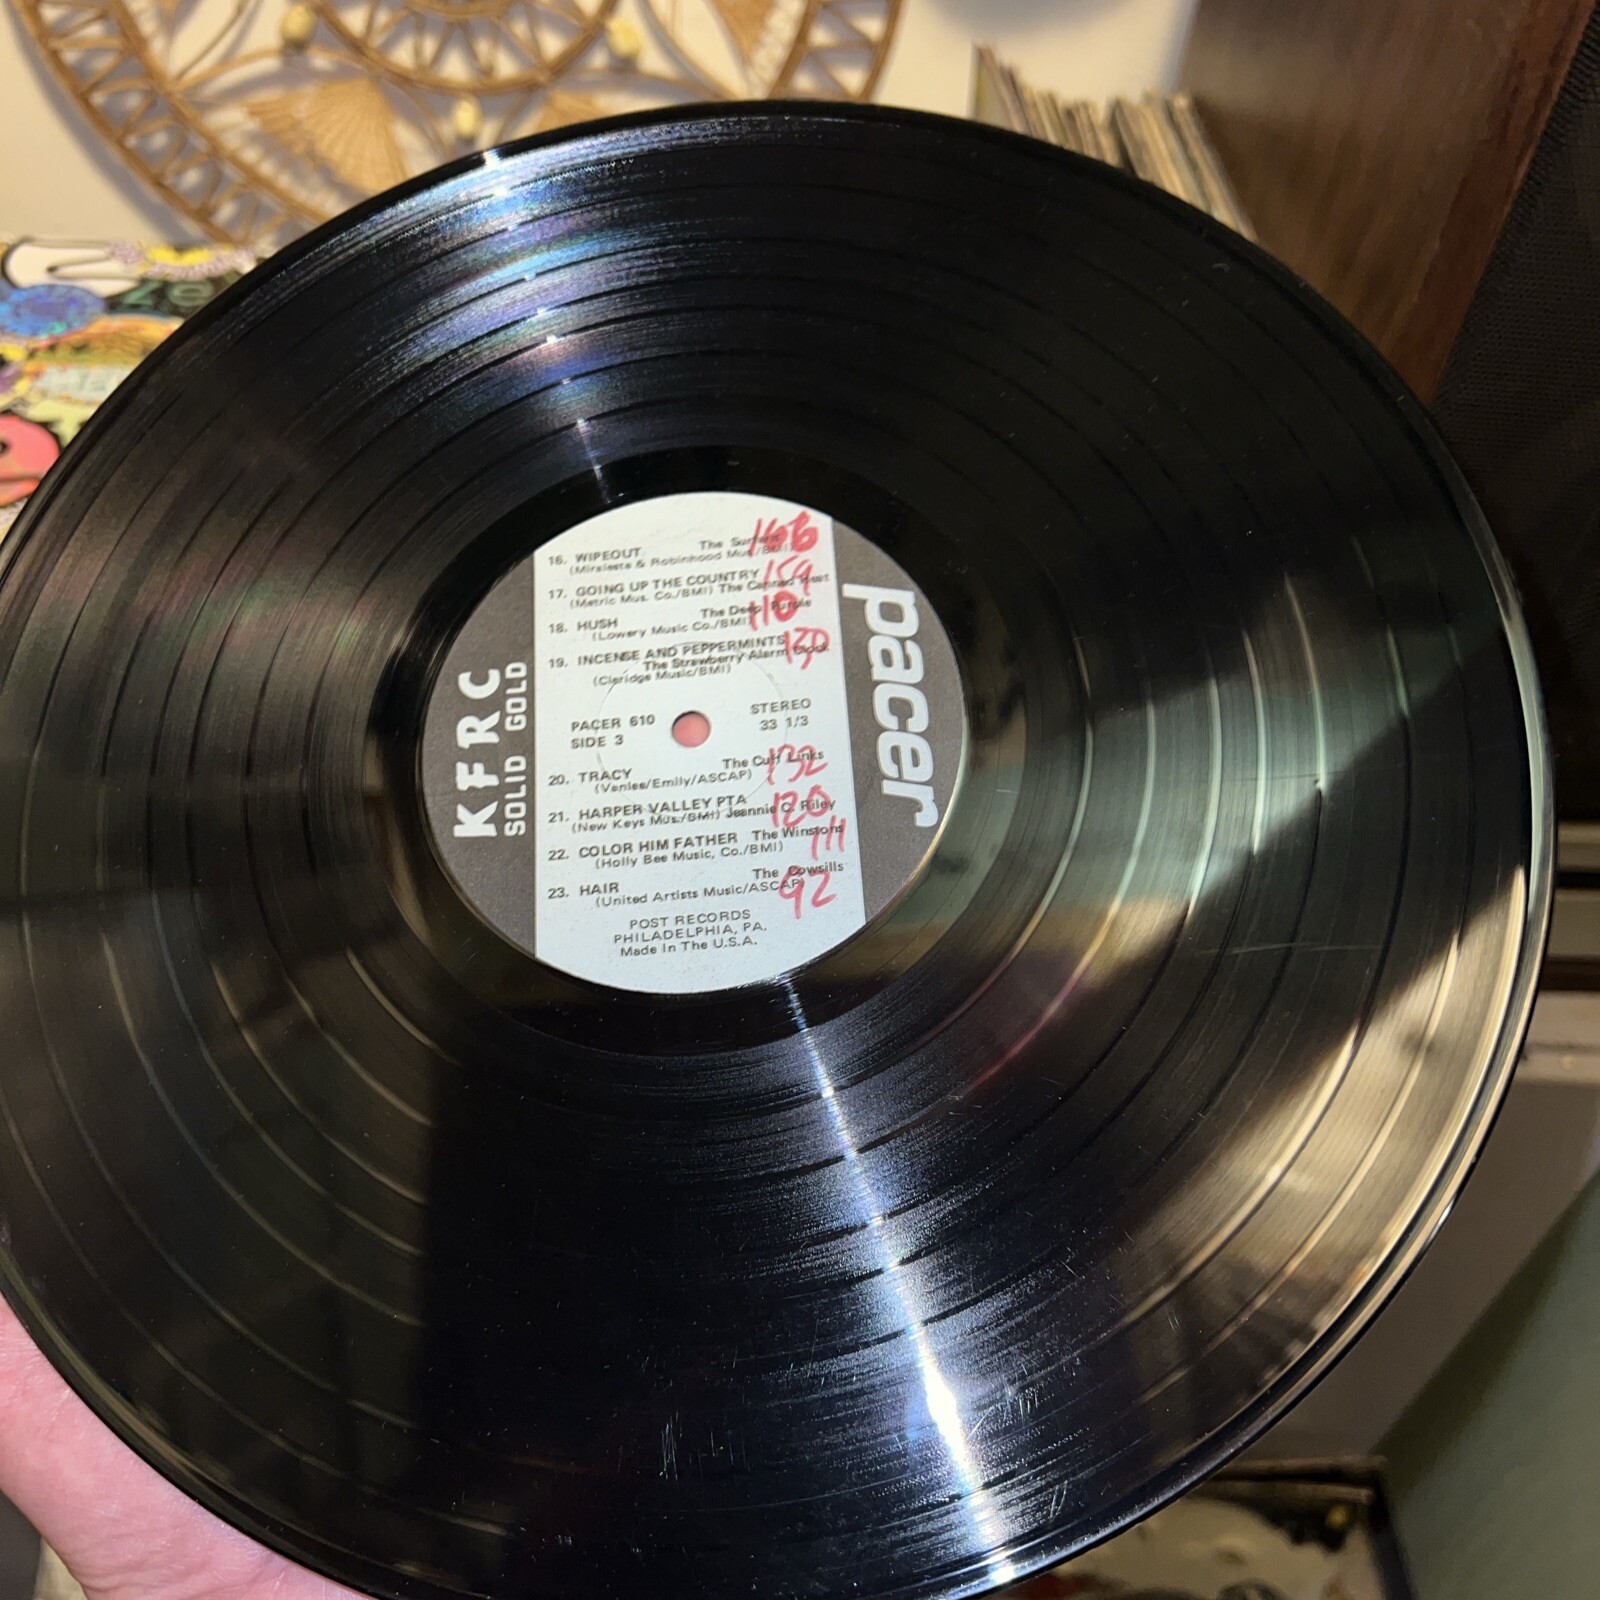 16. WIPEOUT The Surfaris 166
(Miraleste & Robinhood Mus./BMI)
17. GOING UP THE COUNTRY 159
(Metric Mus. Co./BMI) The Canned Heat
The Deep Purple 110
18. HUSH
(Lowery Music Co./BMI)
19. INCENSE AND PEPPERMINTS 130
The Strawberry Alarm Clock
(Claridge Music/BMI)
PACER 610 STEREO
SIDE 3 33 1/3
The Cuff Links 132
20. TRACY
(Vanlee/Emily/ASCAP)
21. HARPER VALLEY PTA 120
(New Keys Mus./BMI) Jeannie C. Riley
22. COLOR HIM FATHER The Winstons 111
(Holly Bee Music, Co./BMI)
The Cowsills
23. HAIR 92
(United Artists Music/ASCAP)
POST RECORDS
PHILADELPHIA, PA.
Made In The U.S.A.
KFRC
SOLID GOLD
pacer